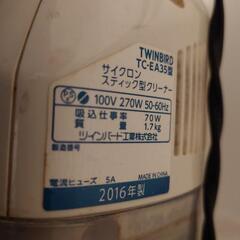 TWINBIRD
TC-EA35型
サイクロン
スティック型クリーナー
100V 270W 50-60Hz
吸込仕事率 70W
質量 1.7kg
ツインバード工業株式会社
製造番号
MADE IN CHINA
電流ヒューズ 5A
2016年製